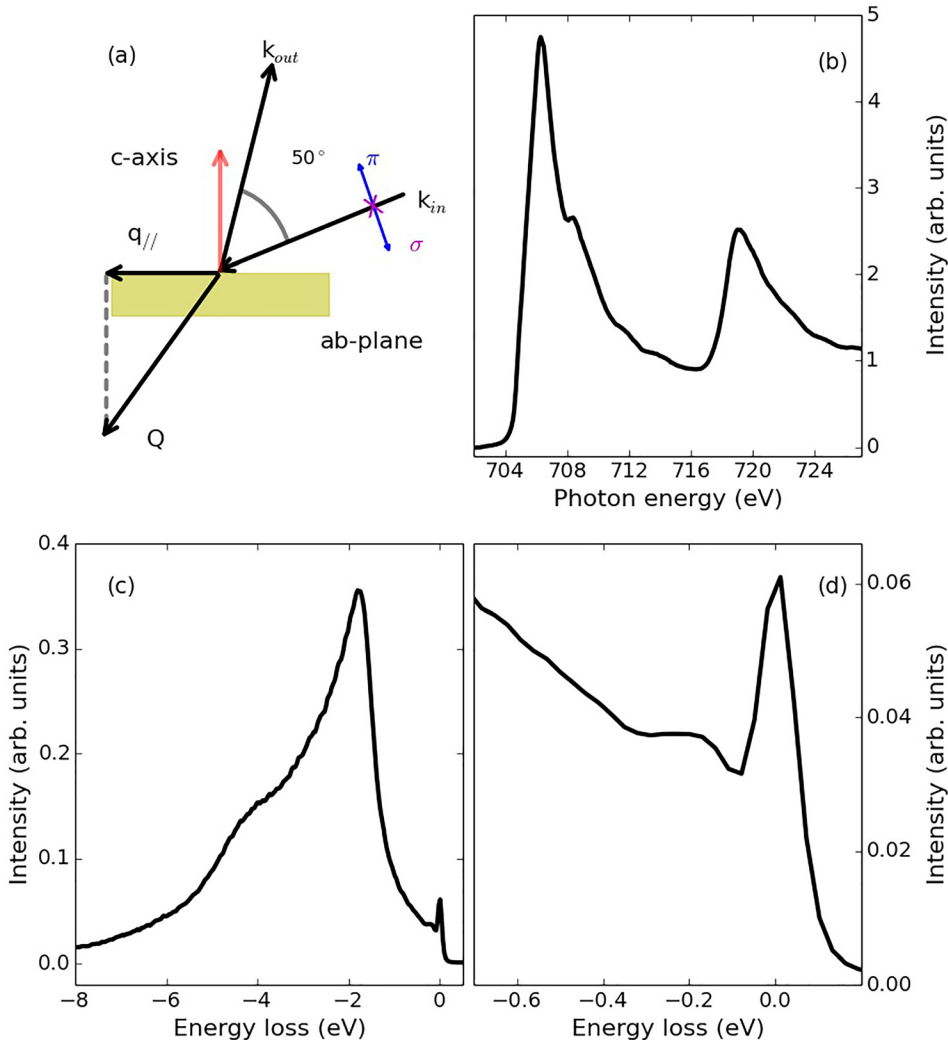 (a)
k_out
c-axis
50°
π
k_in
q_//
σ
ab-plane
Q
(b)
5
4
3
2
1
0
Intensity (arb. units)
704 708 712 716 720 724
Photon energy (eV)
(c)
0.4
0.3
0.2
0.1
0.0
Intensity (arb. units)
−8 −6 −4 −2 0
Energy loss (eV)
(d)
0.06
0.04
0.02
0.00
Intensity (arb. units)
−0.6 −0.4 −0.2 0.0
Energy loss (eV)